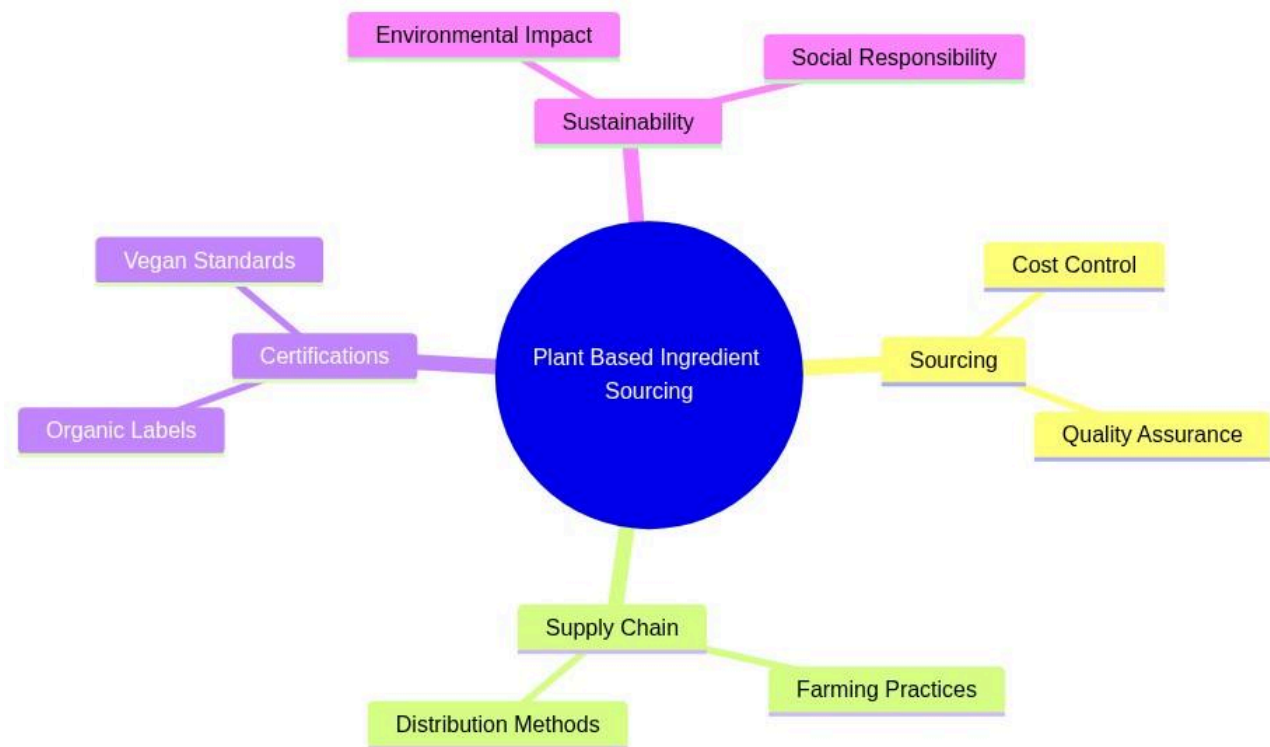 Environmental Impact
Social Responsibility
Sustainability
Vegan Standards
Cost Control
Certifications
Plant Based Ingredient
Sourcing
Sourcing
Organic Labels
Quality Assurance
Supply Chain
Farming Practices
Distribution Methods